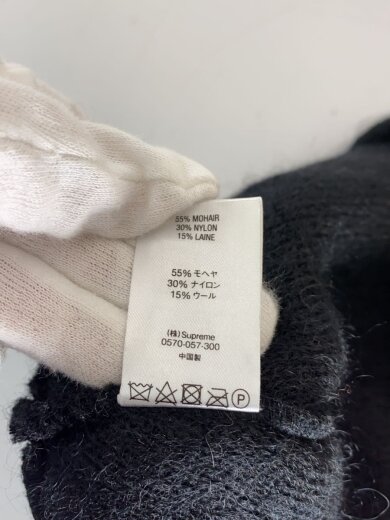 55% MOHAIR
30% NYLON
15% LAINE
55% モヘヤ
30% ナイロン
15% ウール
(株) Supreme
0570-057-300
中国製
P